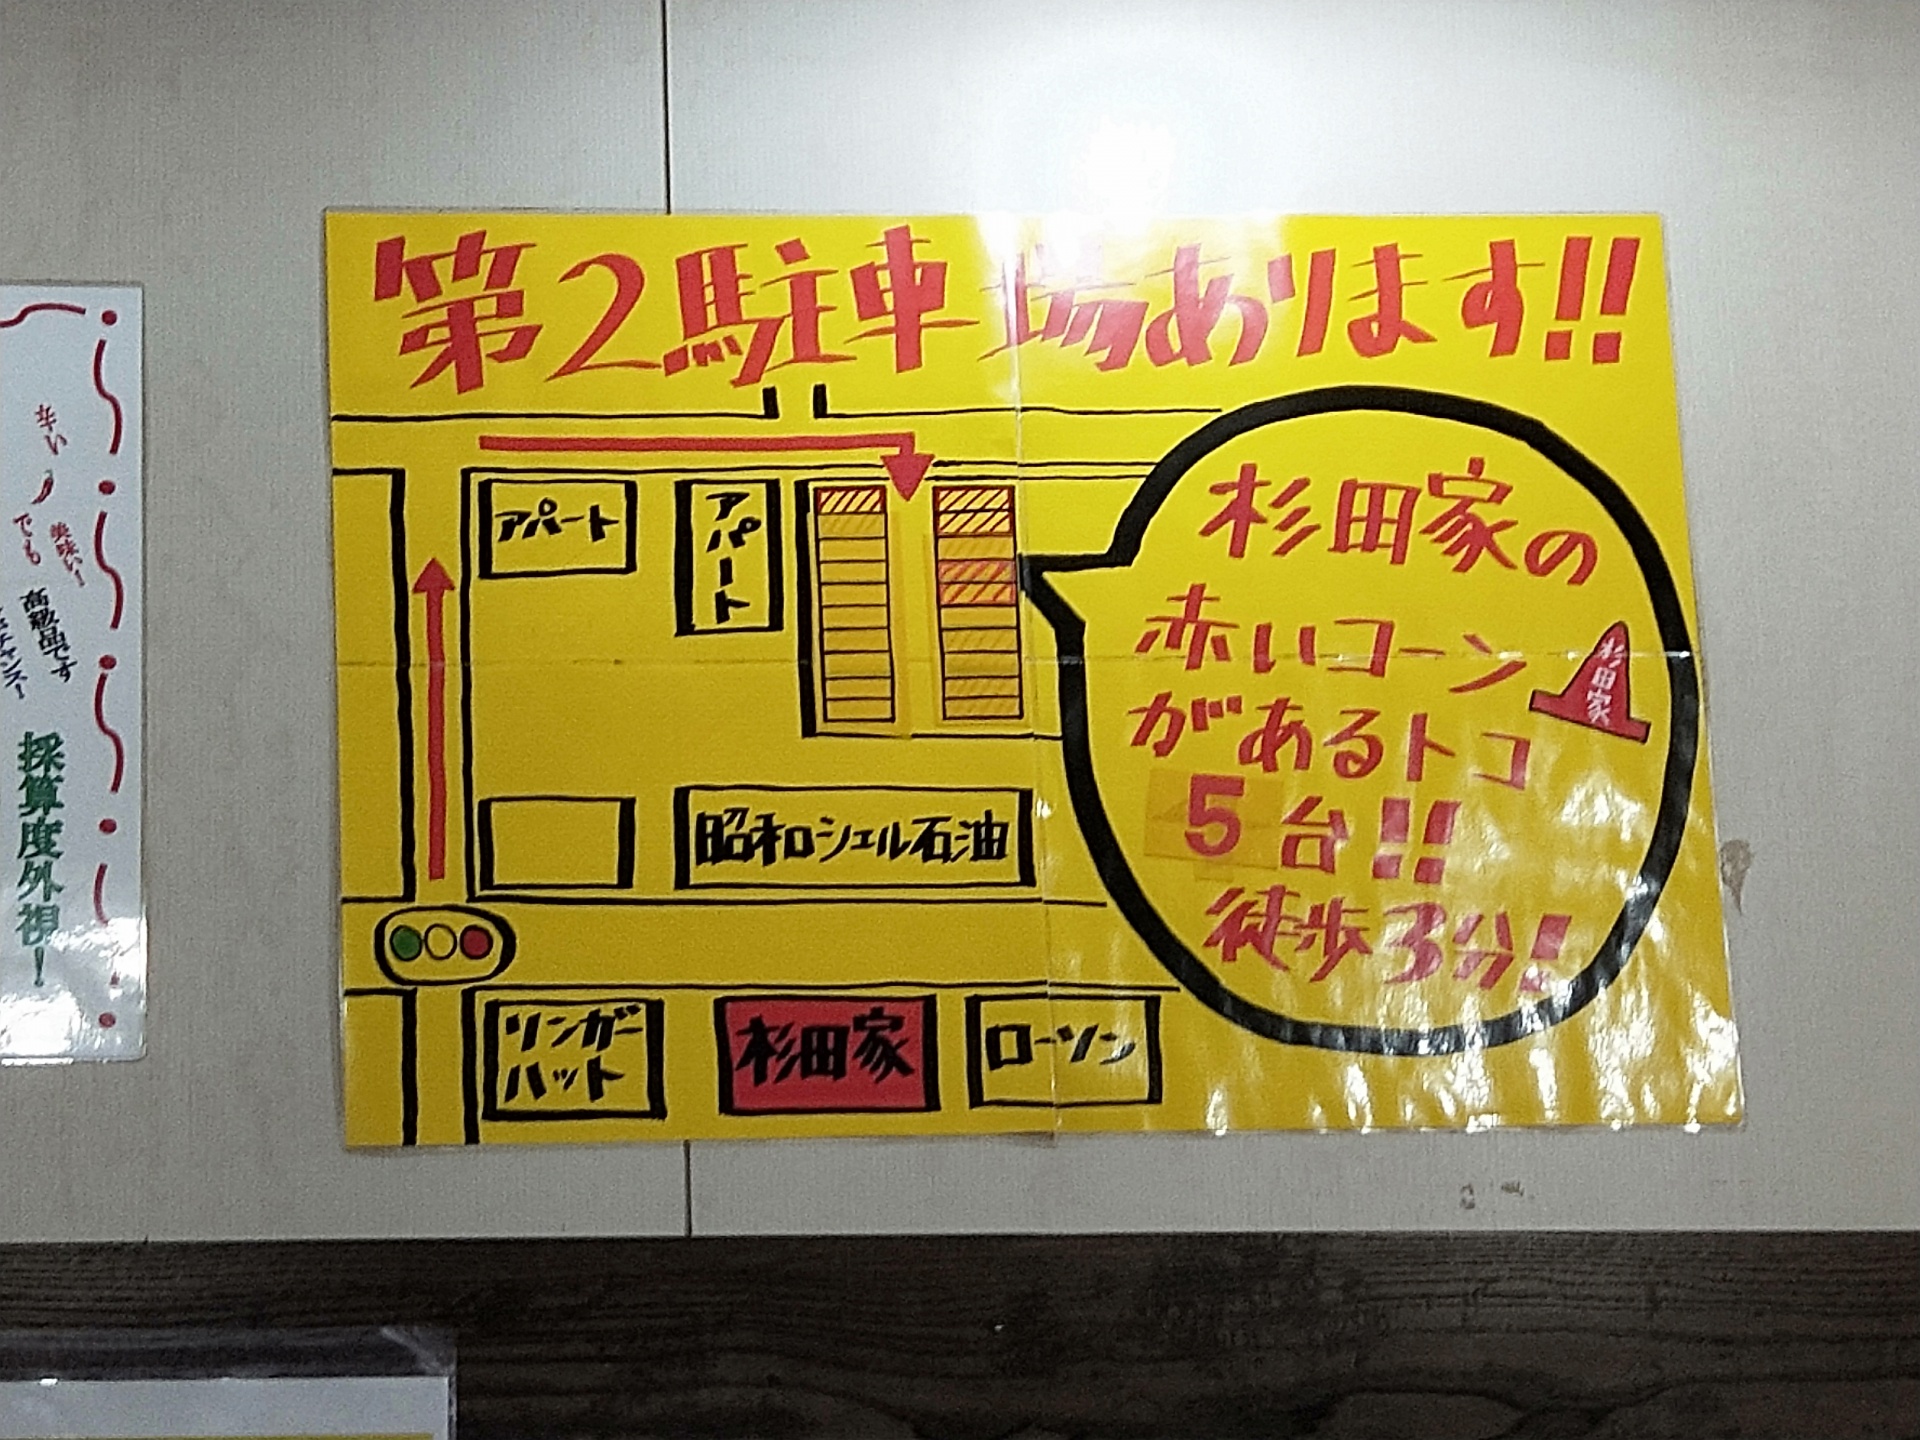 第2駐車場あります!!
アパート
アパート
杉田家の
赤いコーン
杉田家
があるトコ
5台!!
徒歩3分!
昭和シェル石油
リンガー
ハット
杉田家
ローソン
辛い
でも
美味い!
高級品です
採算度外視!